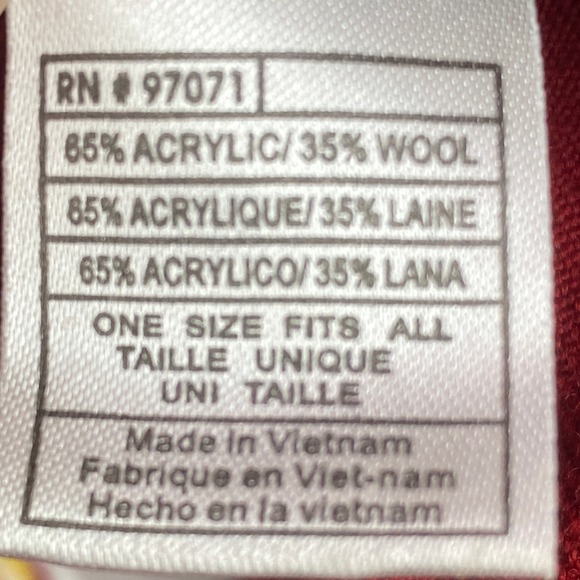 RN # 97071
65% ACRYLIC/ 35% WOOL
65% ACRYLIQUE/ 35% LAINE
65% ACRYLICO/ 35% LANA
ONE SIZE FITS ALL
TAILLE UNIQUE
UNI TAILLE
Made in Vietnam
Fabrique en Viet-nam
Hecho en la vietnam